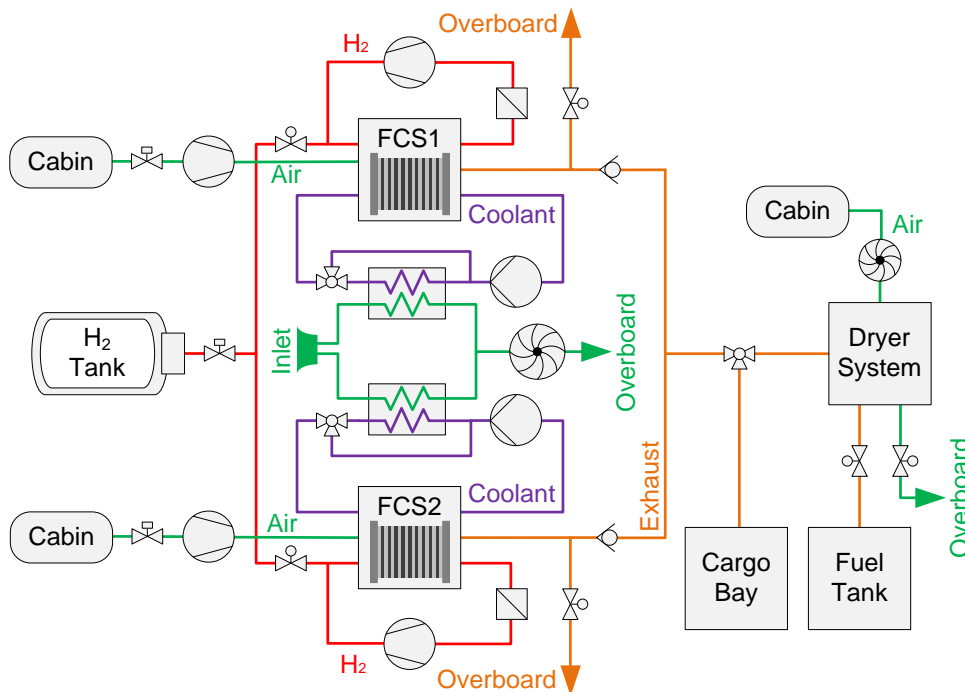 Overboard
H₂
FCS1
Cabin
Air
Coolant
Cabin
Air
H₂
Tank
Inlet
Overboard
Dryer
System
Coolant
Exhaust
FCS2
Cabin
Air
Cargo
Bay
Fuel
Tank
Overboard
H₂
Overboard